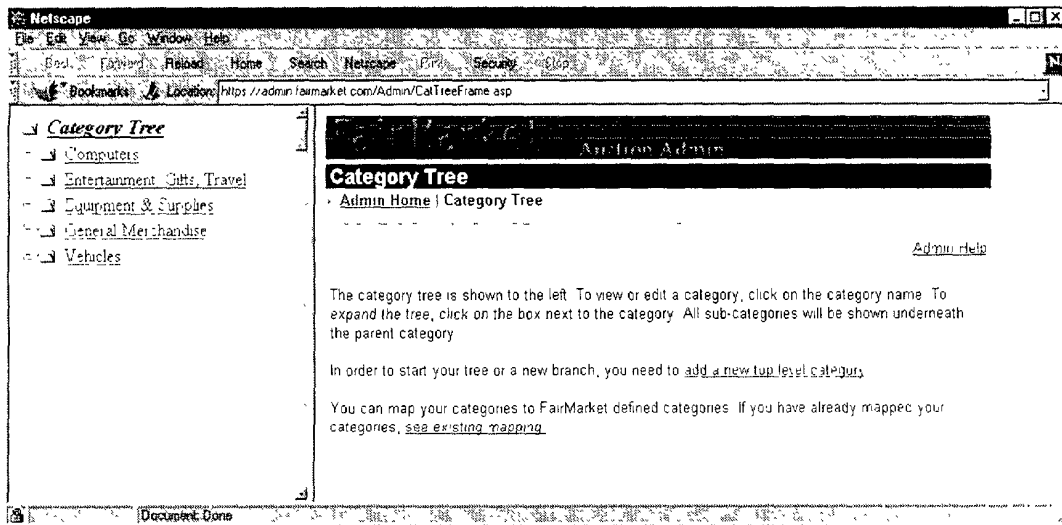 Netscape
File Edit View Go Window Help
Back Forward Reload Home Search Netscape Print Security Stop
Bookmarks Location: https://admin.fairmarket.com/Admin/CatTreeFrame.asp
Category Tree
Computers
Entertainment, Gifts, Travel
Equipment & Supplies
General Merchandise
Vehicles
FairMarket
Auction Admin
Category Tree
Admin Home | Category Tree
Admin Help
The category tree is shown to the left. To view or edit a category, click on the category name. To
expand the tree, click on the box next to the category. All sub-categories will be shown underneath
the parent category
In order to start your tree or a new branch, you need to add a new top level category
You can map your categories to FairMarket defined categories. If you have already mapped your
categories, see existing mapping.
Document: Done